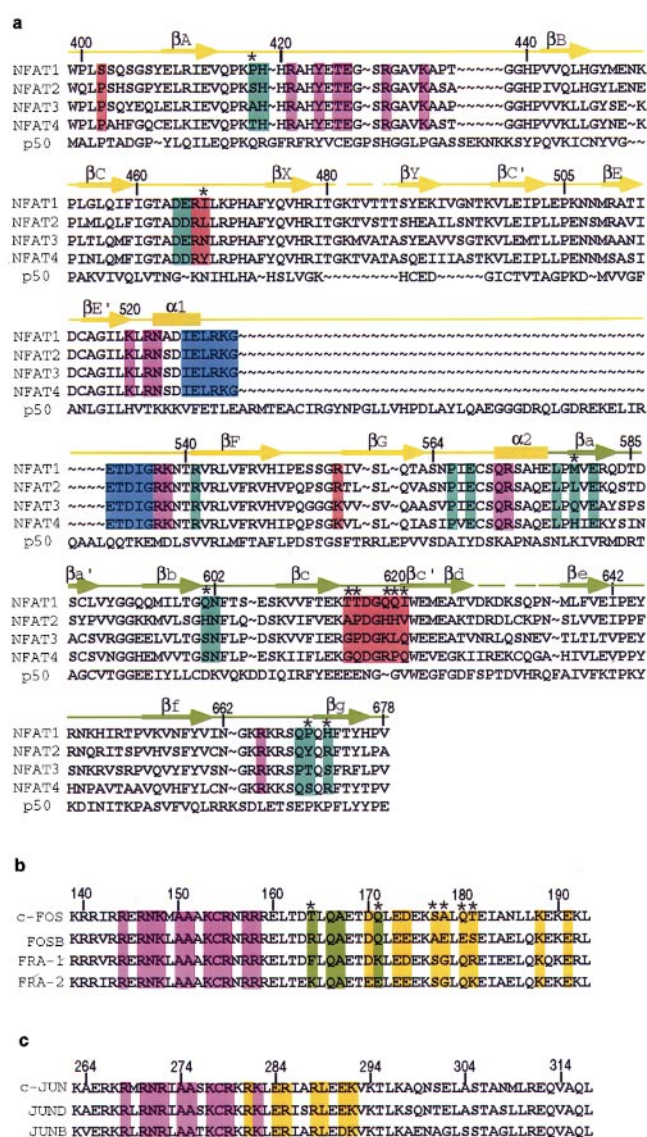 a
400 βA * 420 440 βB
NFAT1 WPLSSQSGSYELRIEVQPKPH~HRAHYETEG~SRGAVKAPT~~~~GGHPVVQLHGYMENK
NFAT2 WQLPSHSGPYELRIEVQPKSHH~HRAHYETEG~SRGAVKASA~~~~GGHPIVQLHGYLENE
NFAT3 WPLPSQYEQLELRIEVQPKAHH~HRAHYETEG~SRGAVKAAP~~~~GGHPVVKLLGYSE~K
NFAT4 WPLPAHFGQCELKIEVQPKTHH~HRAHYETEG~SRGAVKAST~~~~GGHPVVKLLGYNE~K
p50 MALPTADGP~YLQILEQPKQRGFRFRYVCEGPSHGGLPGASSEKNKKSYPQVKICNYVG~~
βC 460 * βX 480 βY βC' 505 βE
NFAT1 PLGLQIFIGTADERILKPHAFYQVHRITGKTVTTTSYEKIVGNTKVLEIPLEPKNNMRATI
NFAT2 PLMLQLFIGTADDRLLRPHAFYQVHRITGKTVSTTSHEAILSNTKVLEIPLLPENSMRAVI
NFAT3 PLTLQMFIGTADERNLRPHAFYQVHRITGKMVATASYEAVVSGTKVLEMTLLPENNMAANI
NFAT4 PINLQMFIGTADDRYLRPHAFYQVHRITGKTVATASQEIIIASTKVLEIPLLPENNMSASI
p50 PAKVIVQLVTNG~KNIHLHA~HSLVGK~~~~HCED~~~~GICTVTAGPKD~MVVGF
βE' 520 α1
NFAT1 DCAGILKLRNADIELRKG~~~~~~~~~~~~~~~~~~~~~~~~~~~~~~~~~~~~~~~~~~~
NFAT2 DCAGILKLRNSDIELRKG~~~~~~~~~~~~~~~~~~~~~~~~~~~~~~~~~~~~~~~~~~~
NFAT3 DCAGILKLRNSDIELRKG~~~~~~~~~~~~~~~~~~~~~~~~~~~~~~~~~~~~~~~~~~~
NFAT4 DCAGILKLRNSDIELRKG~~~~~~~~~~~~~~~~~~~~~~~~~~~~~~~~~~~~~~~~~~~
p50 ANLGILHVTKKKVFETLEARMTEACIRGYNPGLLVHPDLAYLQAEGGGDRQLGDREKELIR
540 βF βG 564 α2 * βa 585
NFAT1 ~~~~ETDIGRKNTRVRLVFRVHIPESSGRIV~SL~QTASNPIECSQRSAHELPMVERQDTD
NFAT2 ~~~~ETDIGRKNTRVRLVFRVHVPQPSGRTL~SL~QVASNPIECSQRSAQELPLVEKQSTD
NFAT3 ~~~~ETDIGRKNTRVRLVFRVHVPQGGGKVV~SV~QAASVPIECSQRSAQELPQVEAYSPS
NFAT4 ~~~~ETDIGRKNTRVRLVFRVHIPQPSGKVL~SL~QIASIPVECSQRSAQELPHIEKYSIN
p50 QAALQQTKEMDLSVVRLMFTAFLPDSTGSFTRRLEPVVSDAIYDSKAPNASNLKIVRMDRT
βa' βb * 602 βc ** 620 ** * βc' βd βe 642
NFAT1 SCLVYGGQQMILTGQNFTS~ESKVVFTEKTTDGQQIWEMEATVDKDKSQPN~MLFVEIPEY
NFAT2 SYPVVGGKKMVLSGHNFLQ~DSKVIFVEKAPDGHHVWEMEAKTDRDLCKPN~SLVVEIPPF
NFAT3 ACSVRGGEELVLTGSNFLP~DSKVVFIERGPDGKLQWEEEATVNRLQSNEV~TLTLTVPEY
NFAT4 SCSVNGGHEMVVTGSNFLP~ESKIIFLEKGQDGRPQWEVEGKIIREKCQGA~HIVLEVPPY
p50 AGCVTGGEEIYLLCDKVQKDDIQIRFYEEEENG~GVWEGFGDFSPTDVHRQFAIVFKTPKY
βf 662 * * βg 678
NFAT1 RNKHIRTPVKVNFYVIN~GKRKRSQPQHFTYHPV
NFAT2 RNQRITSPVHVSFYVCN~GKRKRSQYQRFTYLPA
NFAT3 SNKRVSRPVQVYFYVSN~GRRKRSPTQSFRFLPV
NFAT4 HNPAVTAAVQVHFYLCN~GKRKKSQSQRFTYTPV
p50 KDINITKPASVFVQLRRKSDLETSEPKPFLYYPE
b
140 150 160 * 170 * ** 180 ** 190
c-FOS KRRIRRERNKMAAAKCRNRRRELTDTLQAETDQLEDEKSALQTEIANLLKEKEKL
FOSB KRRVRRERNKLAAAKCRNRRRELTDRLQAETDQLEEEKAELESEIAELQKEKERL
FRA-1 RRRVRRERNKLAAAKCRNRRKELTDFLQAETDKLEDEKSGLQREIEELQKQKERL
FRA-2 KRRIRRERNKLAAAKCRNRRRELTEKLQAETEELEEEKSGLQKEIAELQKEKEKL
c
264 274 284 294 304 314
c-JUN KAERKRMRNRIAASKCRKRKLERIARLEEKVKTLKAQNSELASTANMLREQVAQL
JUND KAERKRLRNRIAASKCRKRKLERISRLEEKVKTLKSQNTELASTASLLREQVAQL
JUNB KVERKRLRNRLAATKCRKRKLERIARLEDKVKTLKAENAGLSSTAGLLREQVAQL